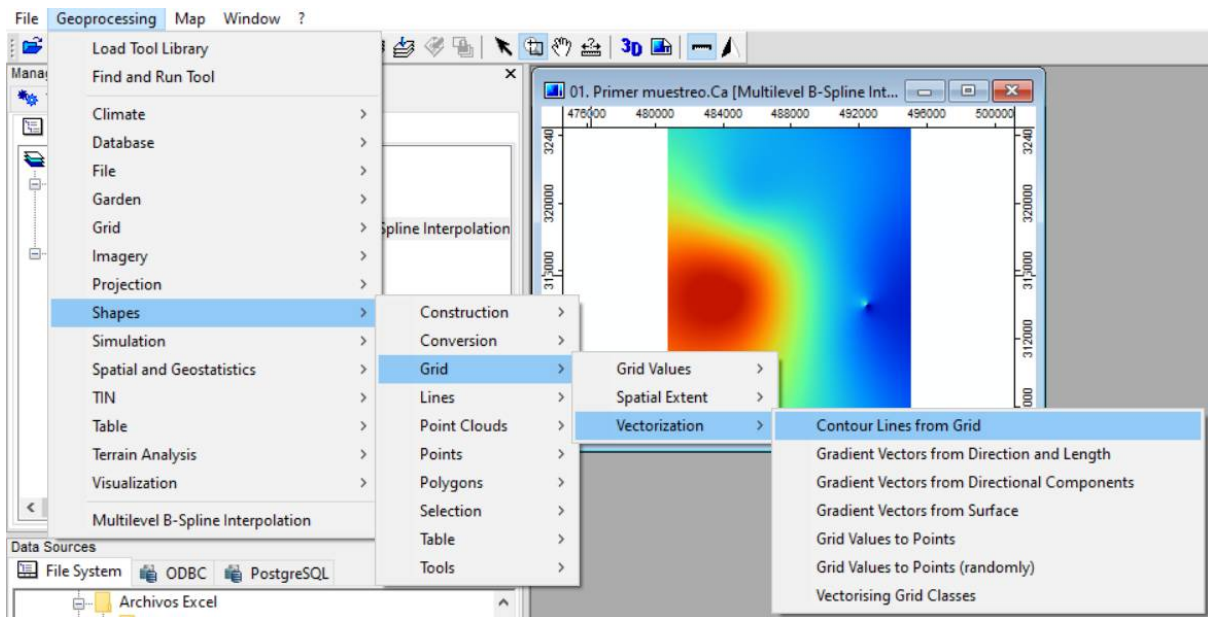 File Geoprocessing Map Window ?
Load Tool Library
Find and Run Tool
Climate
Database
File
Garden
Grid
Imagery
Projection
Shapes
Simulation
Spatial and Geostatistics
TIN
Table
Terrain Analysis
Visualization
Multilevel B-Spline Interpolation
Construction
Conversion
Grid
Lines
Point Clouds
Points
Polygons
Selection
Table
Tools
Grid Values
Spatial Extent
Vectorization
Contour Lines from Grid
Gradient Vectors from Direction and Length
Gradient Vectors from Directional Components
Gradient Vectors from Surface
Grid Values to Points
Grid Values to Points (randomly)
Vectorising Grid Classes
3D
Spline Interpolation
01. Primer muestreo.Ca [Multilevel B-Spline Int...
476000 480000 484000 488000 492000 496000 500000
320000
312000
Data Sources
File System ODBC PostgreSQL
Archivos Excel